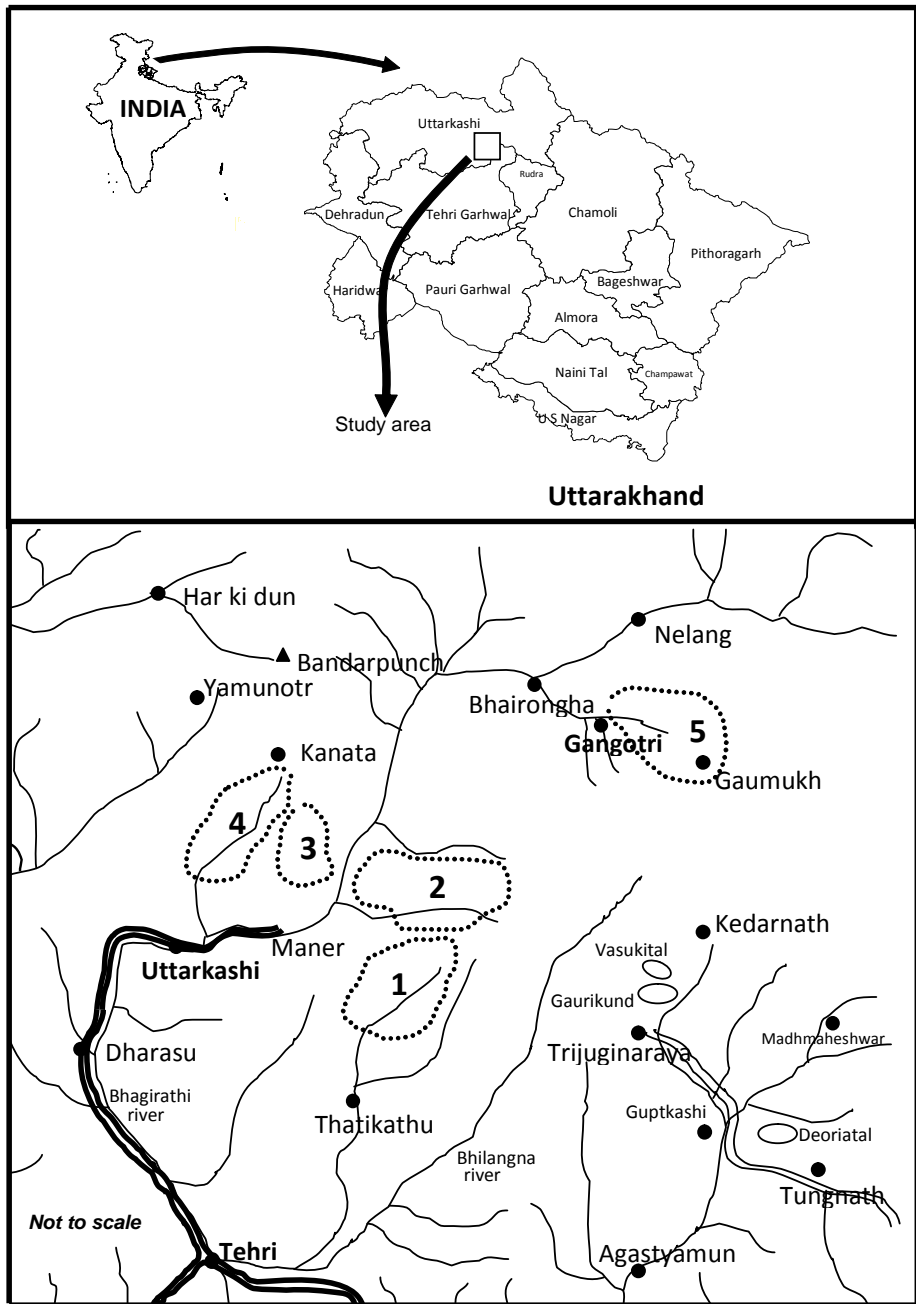 INDIA
Uttarkashi
Rudra
Dehradun
Tehri Garhwal
Chamoli
Pithoragarh
Haridwa
Pauri Garhwal
Bageshwar
Almora
Naini Tal
Champawat
U S Nagar
Study area
Uttarakhand
Har ki dun
Nelang
Bandarpunch
Yamunotr
Bhairongha
Gangotri
5
Kanata
Gaumukh
4
3
2
Kedarnath
Maner
Vasukital
Uttarkashi
1
Gaurikund
Madhmaheshwar
Dharasu
Trijuginaraya
Bhagirathi
river
Thatikathu
Guptkashi
Deoriatal
Bhilangna
river
Tungnath
Not to scale
Tehri
Agastyamun